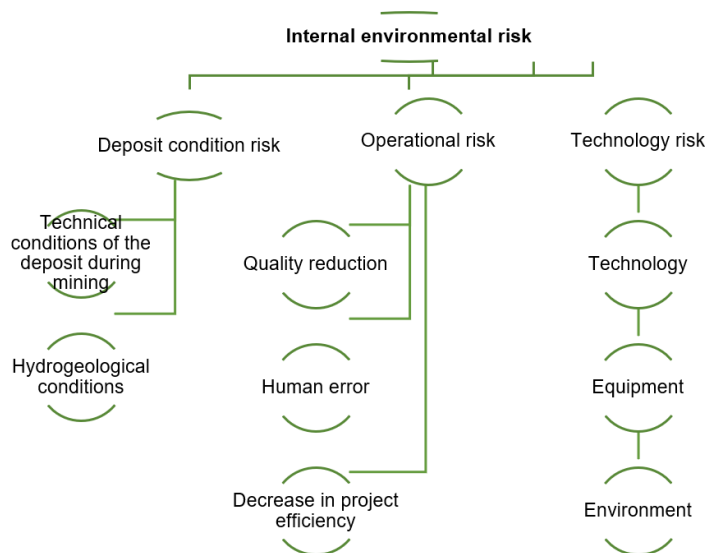 Internal environmental risk
Deposit condition risk
Operational risk
Technology risk
Technical
conditions of the
deposit during
mining
Quality reduction
Technology
Hydrogeological
conditions
Human error
Equipment
Decrease in project
efficiency
Environment